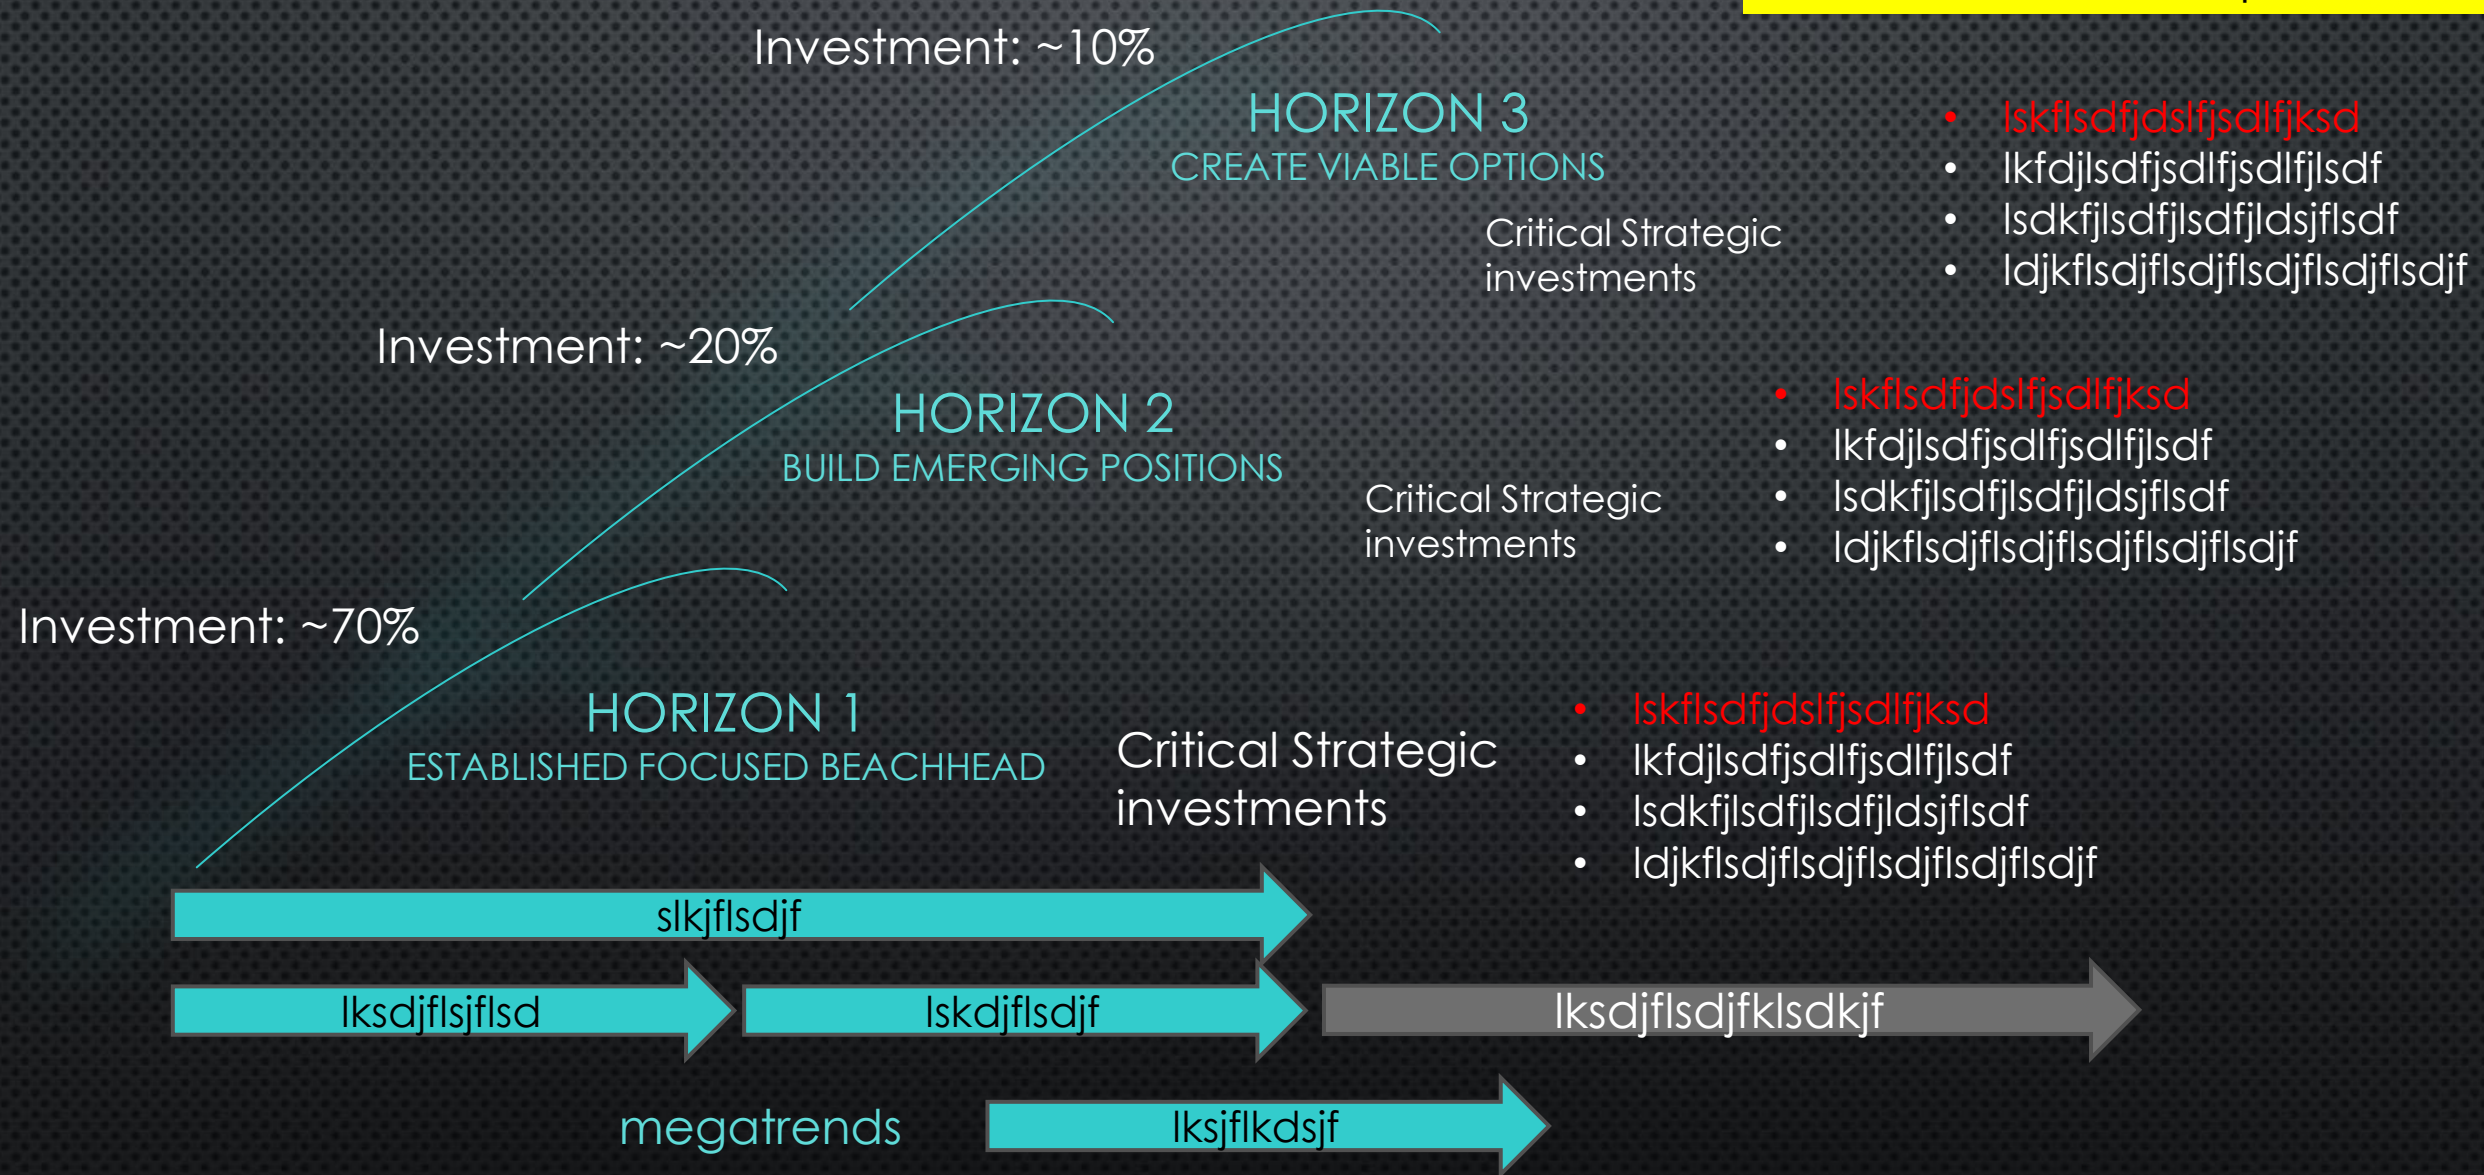 Investment: ~10%
HORIZON 3
CREATE VIABLE OPTIONS
Critical Strategic
investments
• lskflsdfjdslfjsdlfjksd
• lkfdjlsdfjsdlfjsdlfjlsdf
• lsdkfjlsdfjlsdfjldsjflsdf
• ldjkflsdjflsdjflsdjflsdjflsdjf
Investment: ~20%
HORIZON 2
BUILD EMERGING POSITIONS
Critical Strategic
investments
• lskflsdfjdslfjsdlfjksd
• lkfdjlsdfjsdlfjsdlfjlsdf
• lsdkfjlsdfjlsdfjldsjflsdf
• ldjkflsdjflsdjflsdjflsdjflsdjf
Investment: ~70%
HORIZON 1
ESTABLISHED FOCUSED BEACHHEAD
Critical Strategic
investments
• lskflsdfjdslfjsdlfjksd
• lkfdjlsdfjsdlfjsdlfjlsdf
• lsdkfjlsdfjlsdfjldsjflsdf
• ldjkflsdjflsdjflsdjflsdjflsdjf
slkjflsdjf
lksdjflsjflsd
lskdjflsdjf
lksdjflsdjfklsdkjf
megatrends
lksjflkdsjf